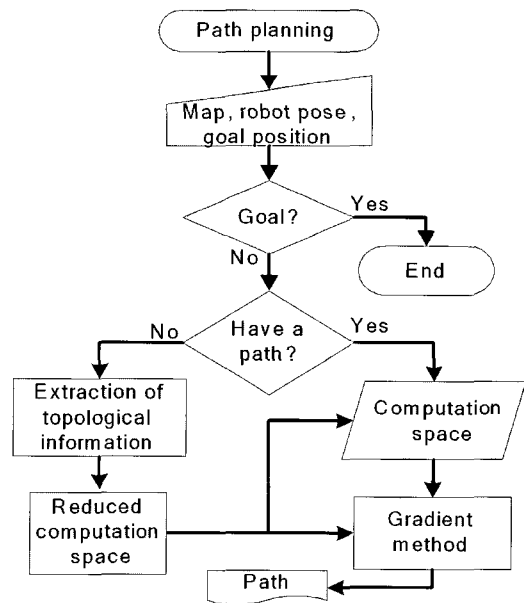 Path planning
Map, robot pose,
goal position
Goal?
Yes
No
End
Have a
path?
No
Yes
Extraction of
topological
information
Computation
space
Reduced
computation
space
Gradient
method
Path